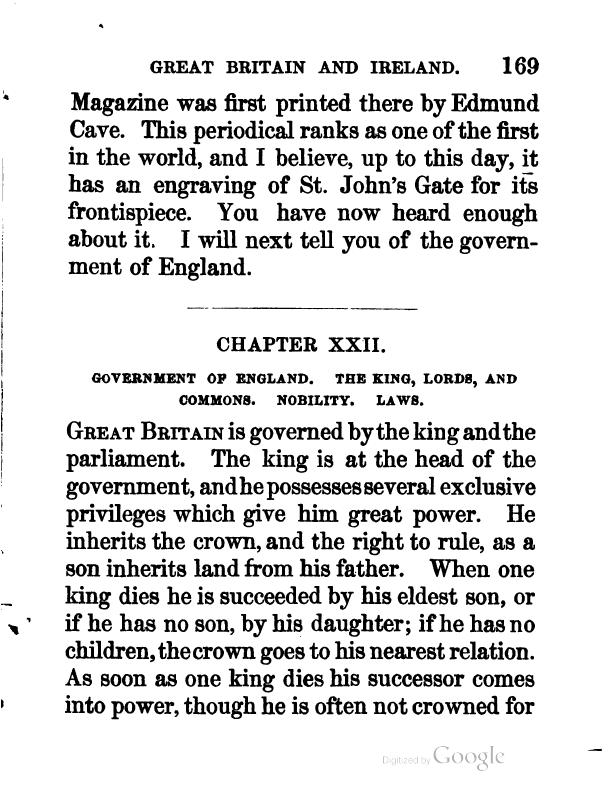 GREAT BRITAIN AND IRELAND. 169
Magazine was first printed there by Edmund
Cave. This periodical ranks as one of the first
in the world, and I believe, up to this day, it
has an engraving of St. John's Gate for its
frontispiece. You have now heard enough
about it. I will next tell you of the govern-
ment of England.
CHAPTER XXII.
GOVERNMENT OF ENGLAND. THE KING, LORDS, AND
COMMONS. NOBILITY. LAWS.
GREAT BRITAIN is governed by the king and the
parliament. The king is at the head of the
government, and he possesses several exclusive
privileges which give him great power. He
inherits the crown, and the right to rule, as a
son inherits land from his father. When one
king dies he is succeeded by his eldest son, or
if he has no son, by his daughter; if he has no
children, the crown goes to his nearest relation.
As soon as one king dies his successor comes
into power, though he is often not crowned for
Digitized by Google